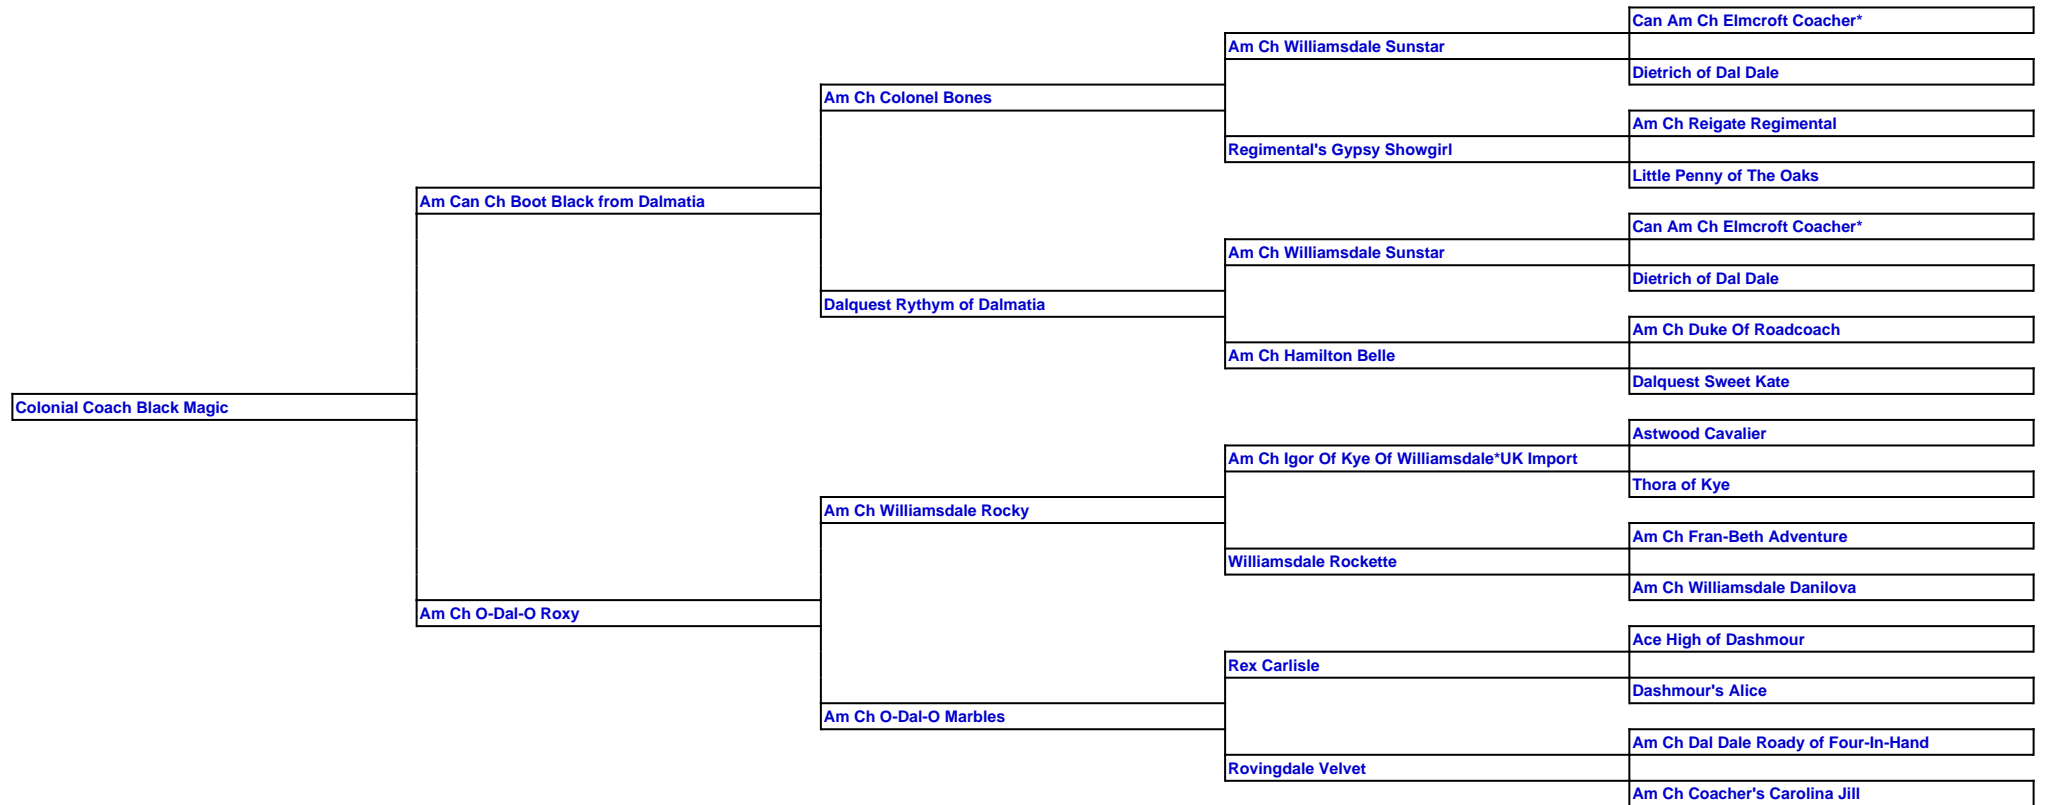 Can Am Ch Elmcroft Coacher*
Am Ch Williamsdale Sunstar
Dietrich of Dal Dale
Am Ch Colonel Bones
Am Ch Reigate Regimental
Regimental's Gypsy Showgirl
Little Penny of The Oaks
Am Can Ch Boot Black from Dalmatia
Can Am Ch Elmcroft Coacher*
Am Ch Williamsdale Sunstar
Dietrich of Dal Dale
Dalquest Rythym of Dalmatia
Am Ch Duke Of Roadcoach
Am Ch Hamilton Belle
Dalquest Sweet Kate
Colonial Coach Black Magic
Astwood Cavalier
Am Ch Igor Of Kye Of Williamsdale*UK Import
Thora of Kye
Am Ch Williamsdale Rocky
Am Ch Fran-Beth Adventure
Williamsdale Rockette
Am Ch Williamsdale Danilova
Am Ch O-Dal-O Roxy
Ace High of Dashmour
Rex Carlisle
Dashmour's Alice
Am Ch O-Dal-O Marbles
Am Ch Dal Dale Roady of Four-In-Hand
Rovingdale Velvet
Am Ch Coacher's Carolina Jill